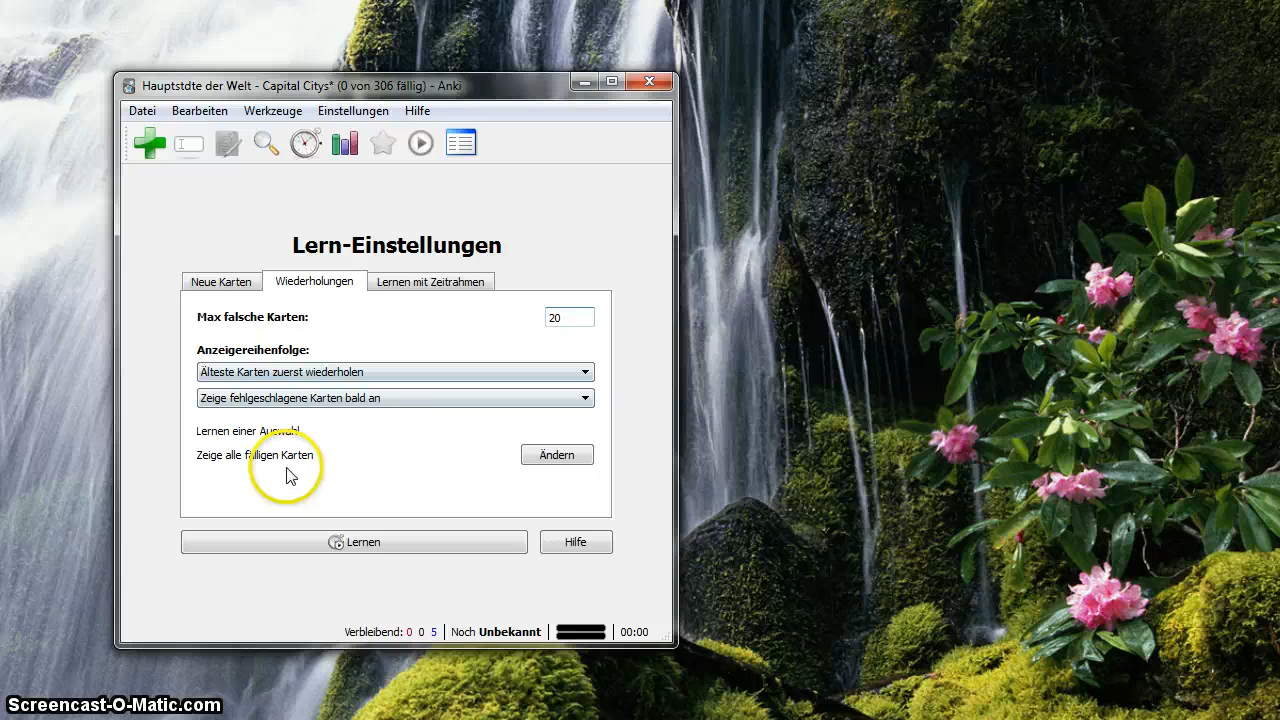 Hauptstdte der Welt - Capital Citys* (0 von 306 fällig) - Anki
Datei Bearbeiten Werkzeuge Einstellungen Hilfe
Lern-Einstellungen
Neue Karten Wiederholungen Lernen mit Zeitrahmen
Max falsche Karten: 20
Anzeigereihenfolge:
Älteste Karten zuerst wiederholen
Zeige fehlgeschlagene Karten bald an
Lernen einer Auswahl
Zeige alle fälligen Karten Ändern
Lernen Hilfe
Verbleibend: 0 0 5 Noch Unbekannt 00:00
Screencast-O-Matic.com